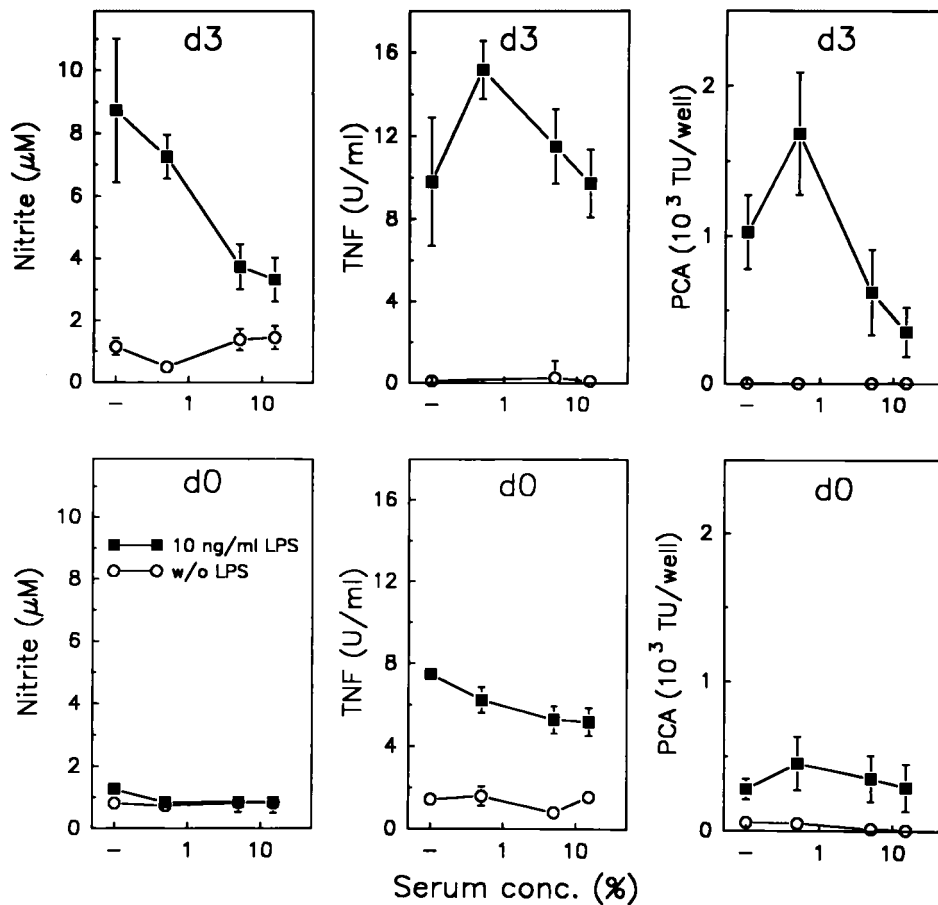 d3
Nitrite (µM)
10
8
6
4
2
0
– 1 10
d3
TNF (U/ml)
16
12
8
4
0
– 1 10
d3
PCA (10³ TU/well)
2
1
0
– 1 10
d0
Nitrite (µM)
10
8
6
4
2
0
■—■ 10 ng/ml LPS
○—○ w/o LPS
– 1 10
d0
TNF (U/ml)
16
12
8
4
0
– 1 10
d0
PCA (10³ TU/well)
2
1
0
– 1 10
Serum conc. (%)